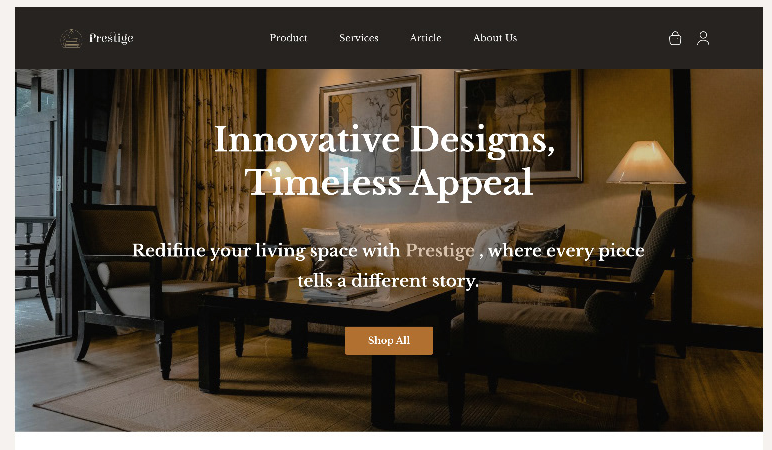 Prestige
Product Services Article About Us
Innovative Designs,
Timeless Appeal
Redifine your living space with Prestige , where every piece
tells a different story.
Shop All